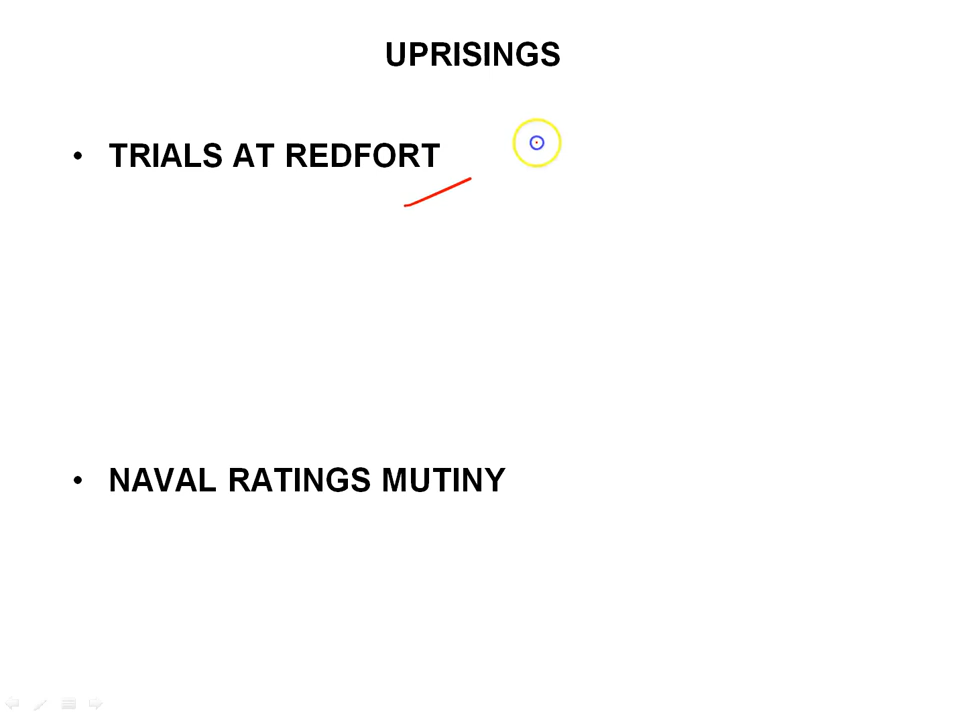 UPRISINGS
• TRIALS AT REDFORT
• NAVAL RATINGS MUTINY